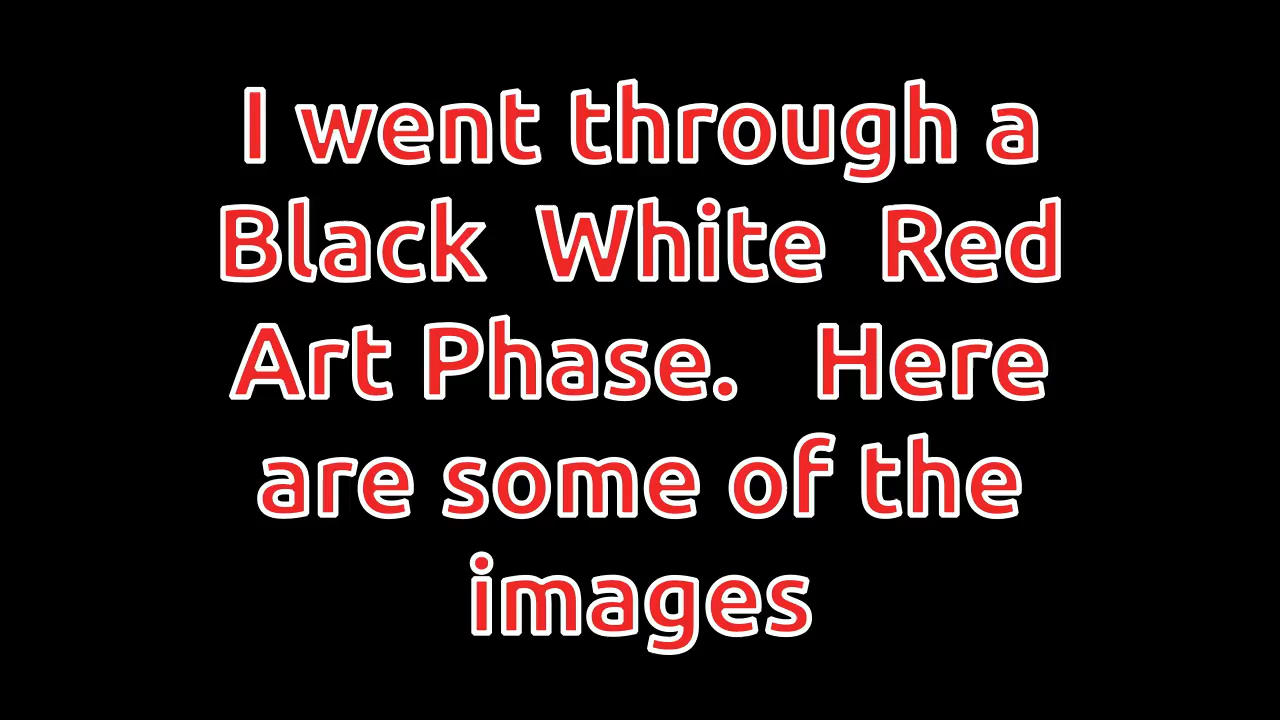 I went through a
Black  White  Red
Art Phase.   Here
are some of the
images